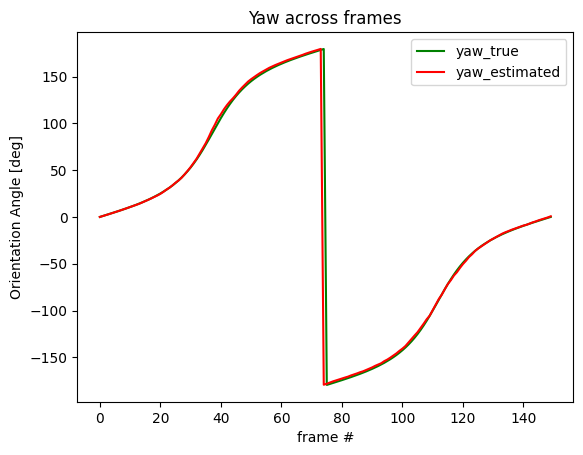 Yaw across frames
yaw_true
yaw_estimated
Orientation Angle [deg]
150
100
50
0
−50
−100
−150
0 20 40 60 80 100 120 140
frame #